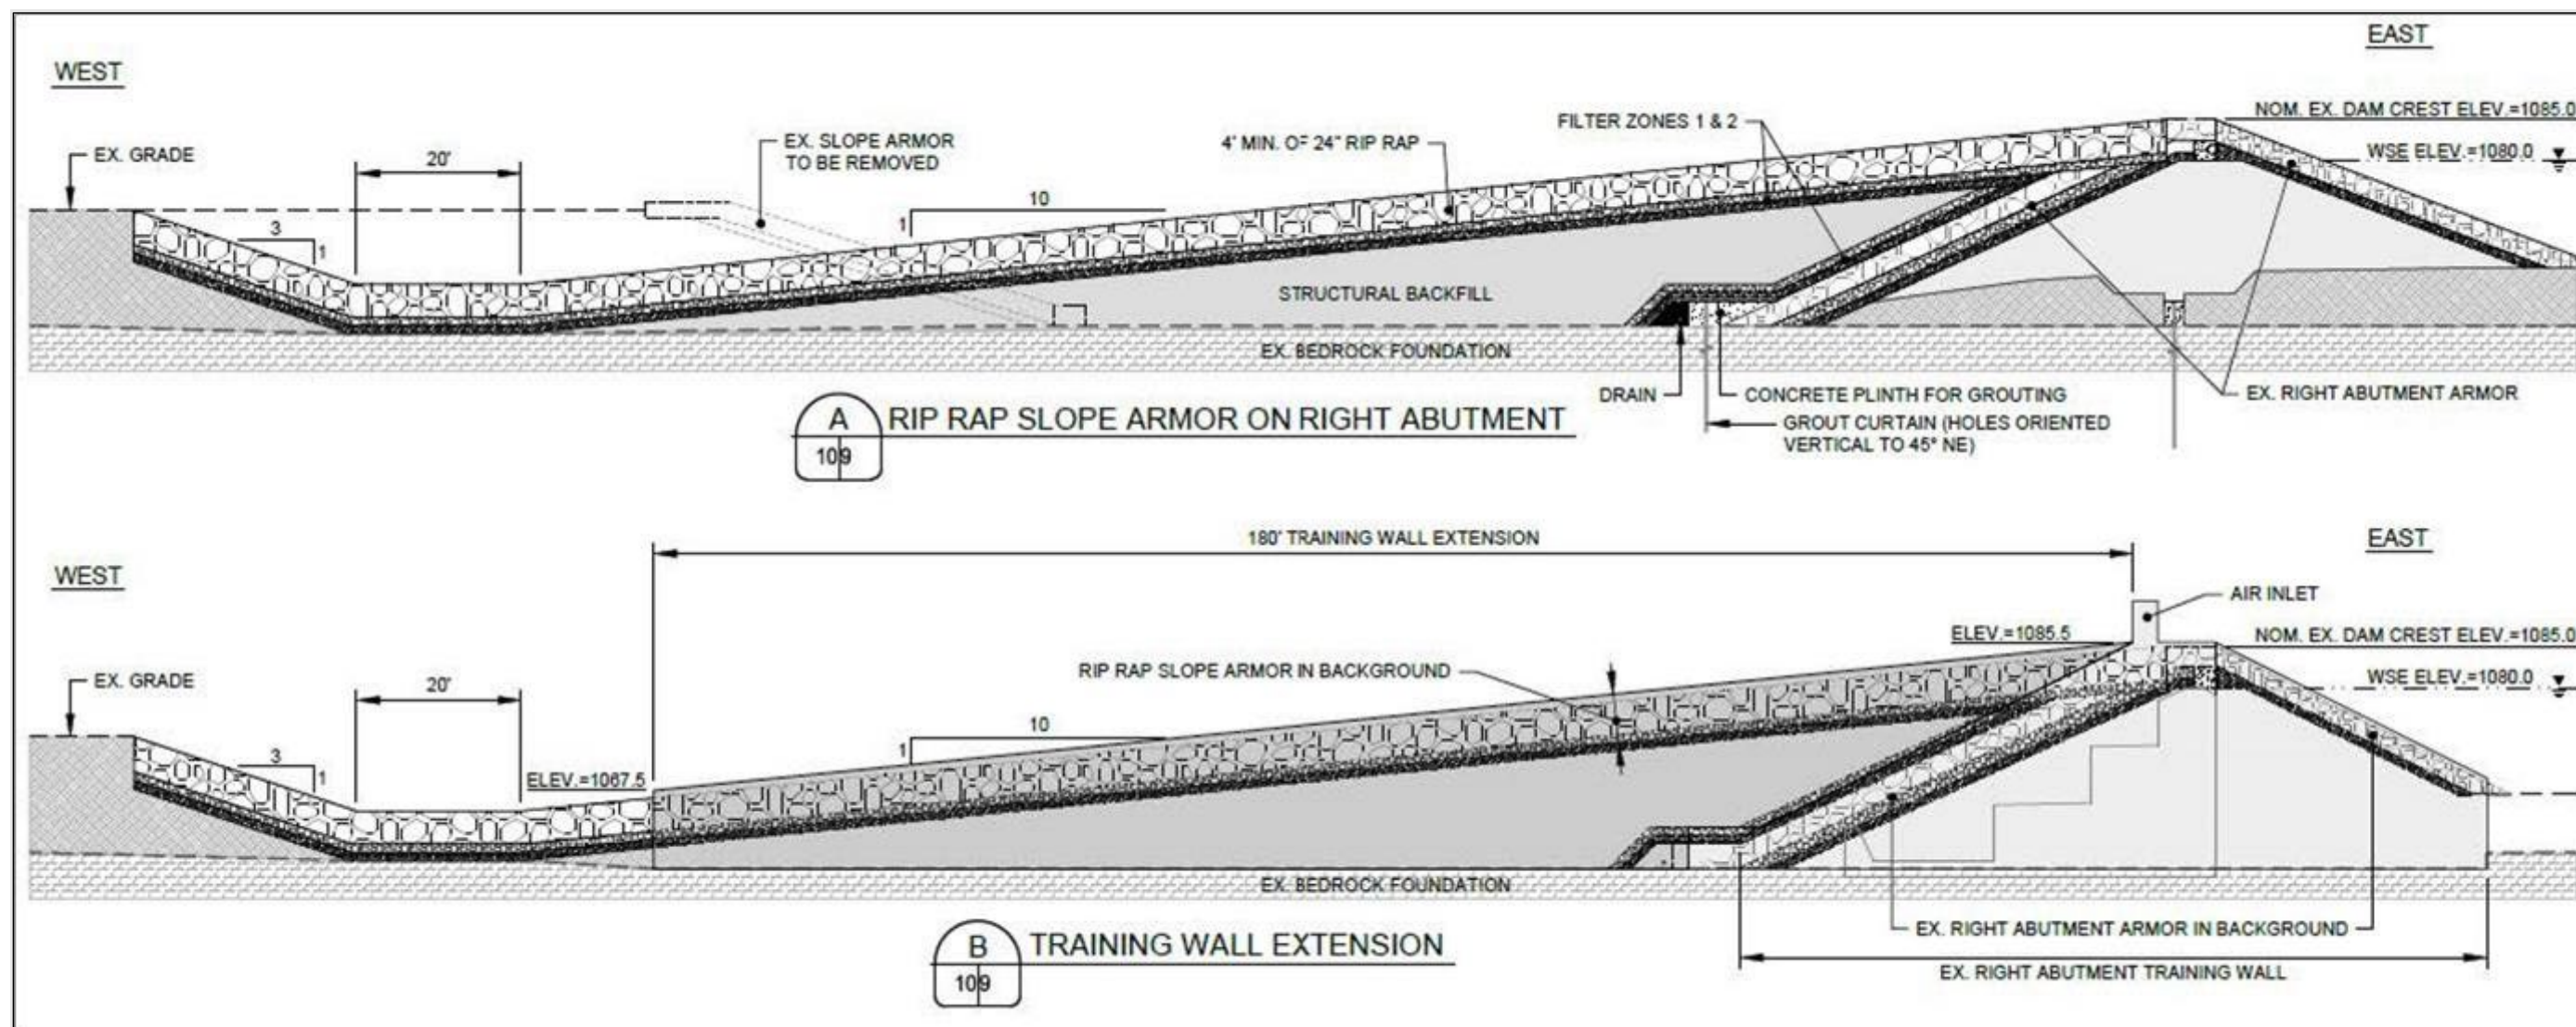 WEST
EAST
NOM. EX. DAM CREST ELEV.=1085.0
WSE ELEV.=1080.0
EX. GRADE
20'
EX. SLOPE ARMOR
TO BE REMOVED
4' MIN. OF 24" RIP RAP
FILTER ZONES 1 & 2
3
1
10
1
STRUCTURAL BACKFILL
EX. BEDROCK FOUNDATION
DRAIN
CONCRETE PLINTH FOR GROUTING
GROUT CURTAIN (HOLES ORIENTED
VERTICAL TO 45° NE)
EX. RIGHT ABUTMENT ARMOR
A
109
RIP RAP SLOPE ARMOR ON RIGHT ABUTMENT
180' TRAINING WALL EXTENSION
WEST
EAST
AIR INLET
ELEV.=1085.5
NOM. EX. DAM CREST ELEV.=1085.0
WSE ELEV.=1080.0
EX. GRADE
20'
RIP RAP SLOPE ARMOR IN BACKGROUND
3
1
10
1
ELEV.=1067.5
EX. BEDROCK FOUNDATION
EX. RIGHT ABUTMENT ARMOR IN BACKGROUND
EX. RIGHT ABUTMENT TRAINING WALL
B
109
TRAINING WALL EXTENSION